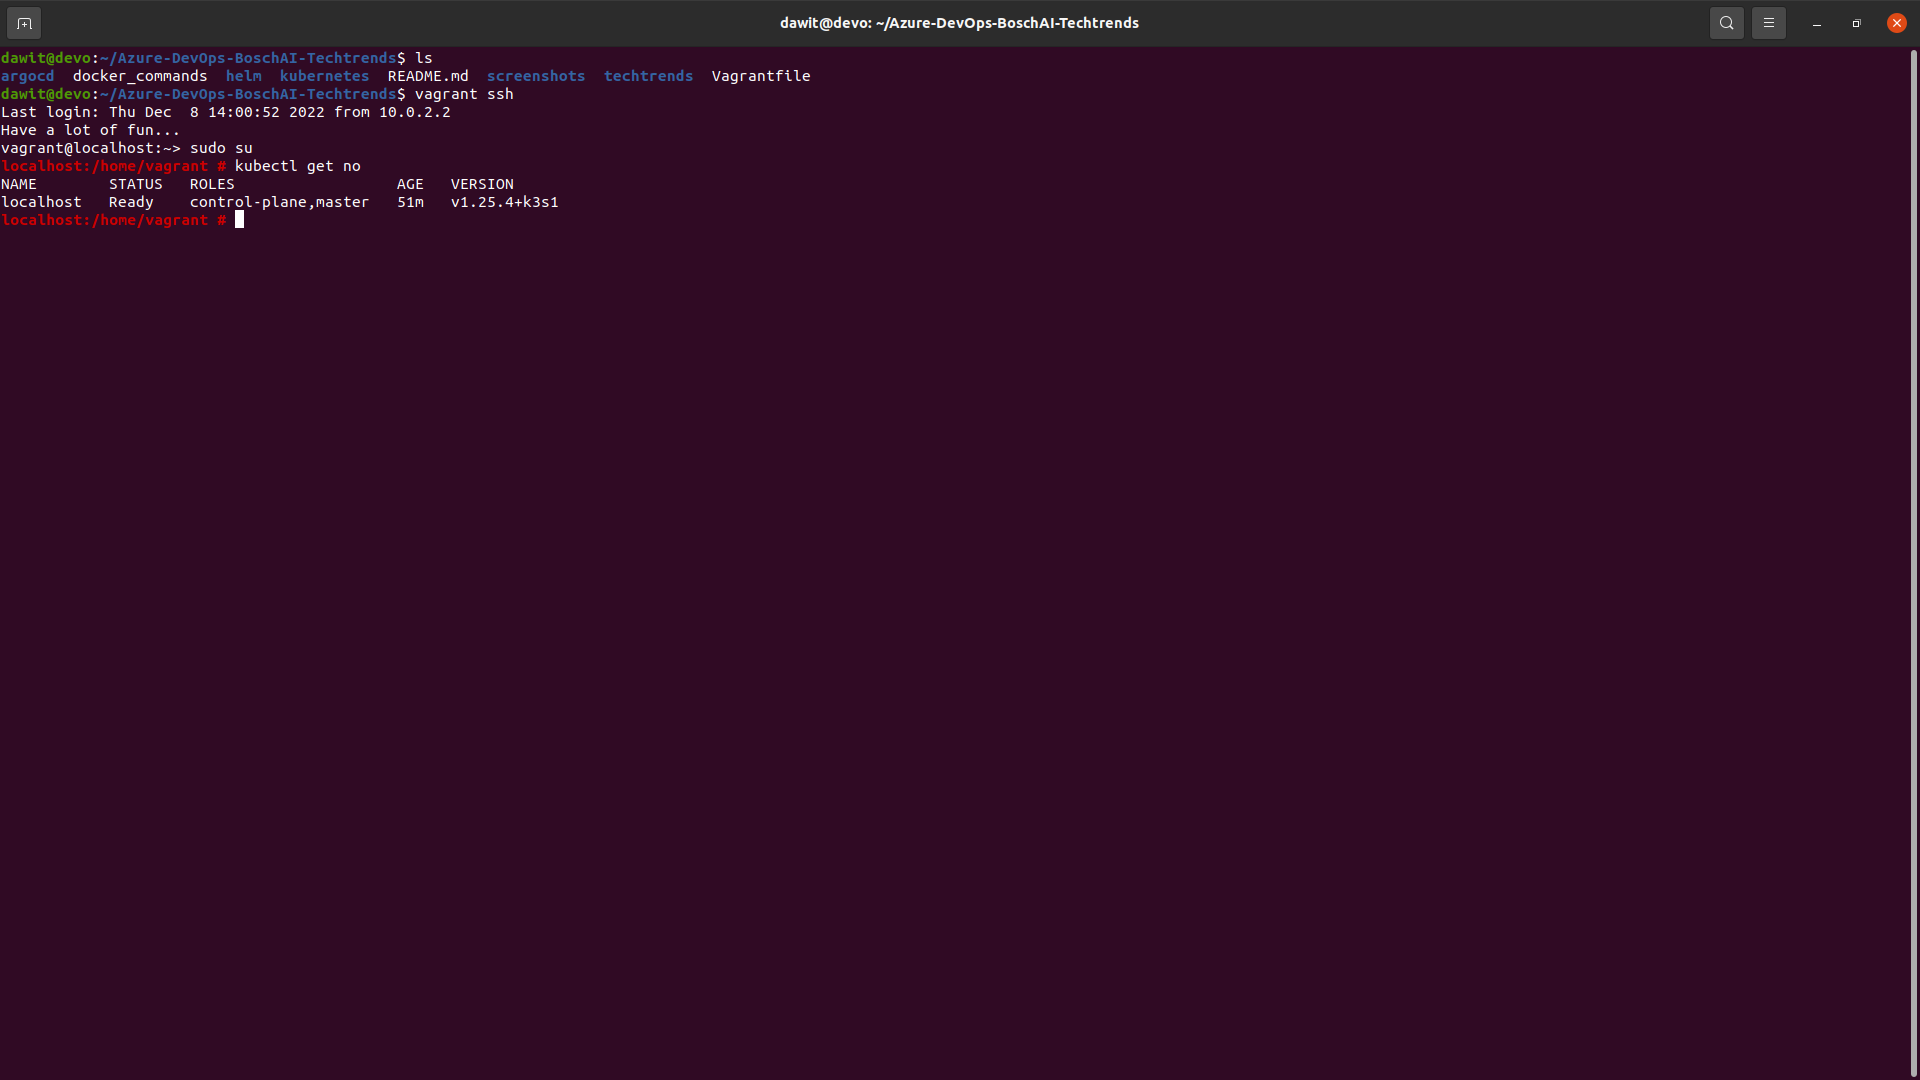 dawit@devo: ~/Azure-DevOps-BoschAI-Techtrends
dawit@devo:~/Azure-DevOps-BoschAI-Techtrends$ ls
argocd  docker_commands  helm  kubernetes  README.md  screenshots  techtrends  Vagrantfile
dawit@devo:~/Azure-DevOps-BoschAI-Techtrends$ vagrant ssh
Last login: Thu Dec  8 14:00:52 2022 from 10.0.2.2
Have a lot of fun...
vagrant@localhost:~> sudo su
localhost:/home/vagrant # kubectl get no
NAME        STATUS   ROLES                  AGE   VERSION
localhost   Ready    control-plane,master   51m   v1.25.4+k3s1
localhost:/home/vagrant #